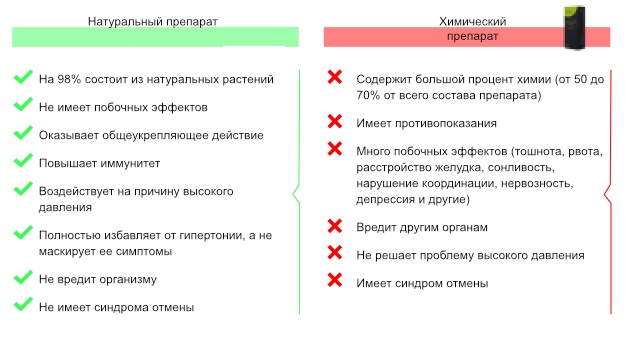 Натуральный препарат
На 98% состоит из натуральных растений
Не имеет побочных эффектов
Оказывает общеукрепляющее действие
Повышает иммунитет
Воздействует на причину высокого
давления
Полностью избавляет от гипертонии, а не
маскирует ее симптомы
Не вредит организму
Не имеет синдрома отмены
Химический
препарат
Содержит большой процент химии (от 50 до
70% от всего состава препарата)
Имеет противопоказания
Много побочных эффектов (тошнота, рвота,
расстройство желудка, сонливость,
нарушение координации, нервозность,
депрессия и другие)
Вредит другим органам
Не решает проблему высокого давления
Имеет синдром отмены